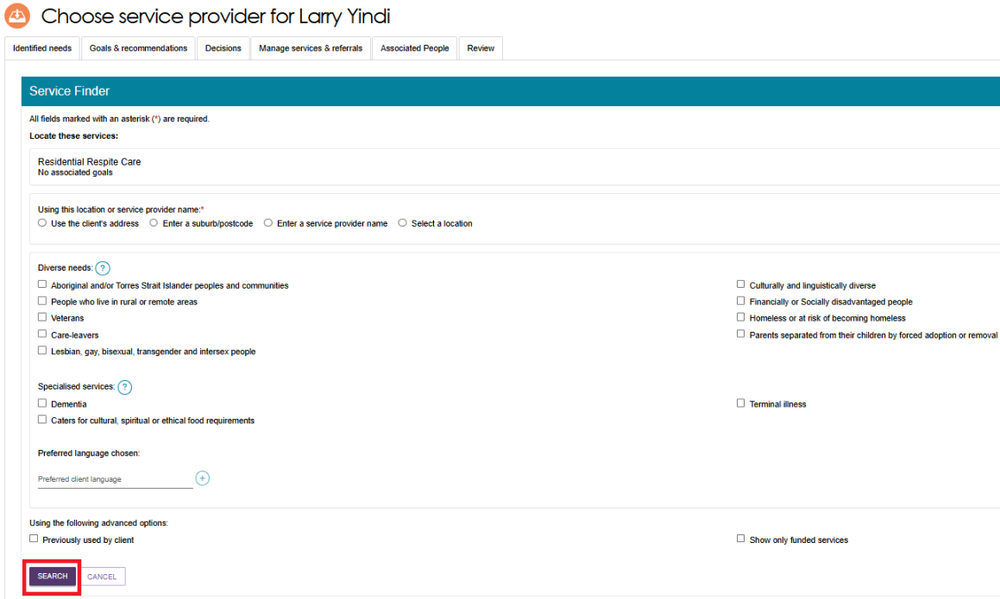 Choose service provider for Larry Yindi
Identified needs Goals & recommendations Decisions Manage services & referrals Associated People Review
Service Finder
All fields marked with an asterisk (*) are required.
Locate these services:
Residential Respite Care
No associated goals
Using this location or service provider name:*
Use the client's address Enter a suburb/postcode Enter a service provider name Select a location
Diverse needs: ?
Aboriginal and/or Torres Strait Islander peoples and communities Culturally and linguistically diverse
People who live in rural or remote areas Financially or Socially disadvantaged people
Veterans Homeless or at risk of becoming homeless
Care-leavers Parents separated from their children by forced adoption or removal
Lesbian, gay, bisexual, transgender and intersex people
Specialised services: ?
Dementia Terminal illness
Caters for cultural, spiritual or ethical food requirements
Preferred language chosen:
Preferred client language +
Using the following advanced options:
Previously used by client Show only funded services
SEARCH CANCEL